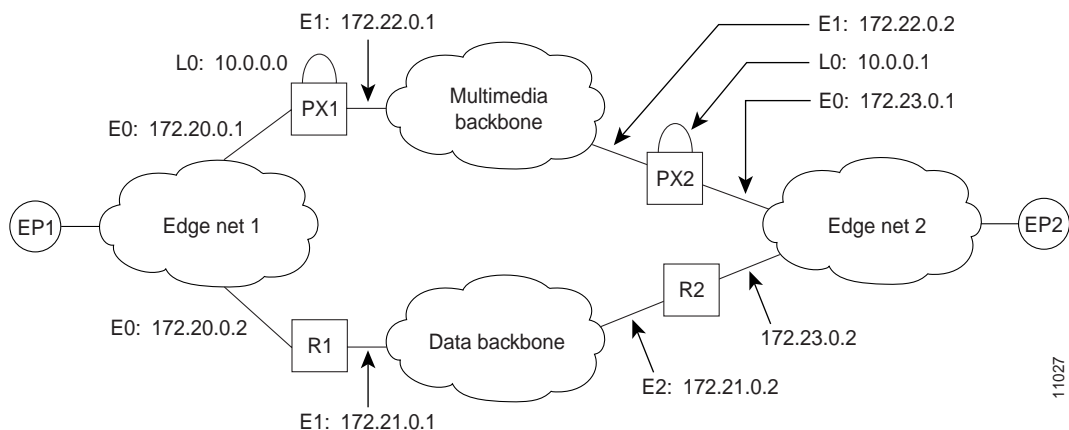 E1: 172.22.0.1
E1: 172.22.0.2
L0: 10.0.0.0
L0: 10.0.0.1
PX1
Multimedia
backbone
E0: 172.23.0.1
E0: 172.20.0.1
PX2
EP1
Edge net 1
Edge net 2
EP2
R2
E0: 172.20.0.2
R1
Data backbone
172.23.0.2
E2: 172.21.0.2
E1: 172.21.0.1
11027